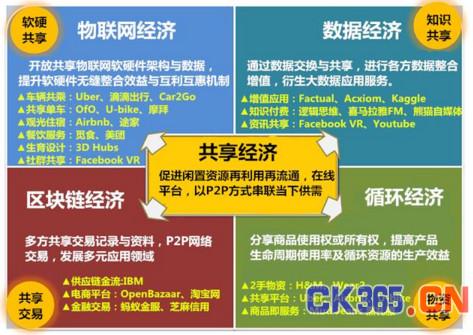 软硬
共享
物联网经济
开放共享物联网软硬件架构与数据，
提升软硬件无缝整合效益与互利互惠机制
▲车辆共乘：Uber、滴滴出行、Car2Go
▲共享单车：OfO、U-bike、摩拜
▲观光住宿：Airbnb、途家
▲餐饮服务：觅食、美团
▲生育设计：3D Hubs
▲社群共享：Facebook VR
数据经济
知识
共享
通过数据交换与共享，进行各方数据整合
增值，衍生大数据应用服务。
▲增值应用：Factual、Acxiom、Kaggle
▲知识付费：逻辑思维、喜马拉雅FM、熊猫自媒体
▲资讯共享：Facebook VR、Youtube
共享经济
促进闲置资源再利用再流通，在线
平台，以P2P方式串联当下供需
区块链经济
多方共享交易记录与资料，P2P网络
交易，发展多元应用领域
▲供应链金流:IBM
▲电商平台：OpenBazaar、淘宝网
▲金融交易：蚂蚁金服、芝麻信用
共享
交易
循环经济
分享商品使用权或所有权，提高产品
生命周期使用率及循环资源的生产效益
▲2手物资：H&M、
▲共享平台：Uber、
▲商品即服务：
共享
CK365.CN